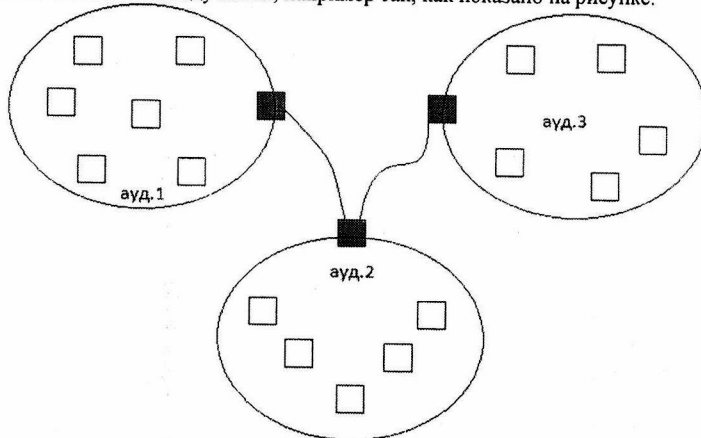 например так, как показано на рисунке.
ауд.1
ауд.3
ауд.2